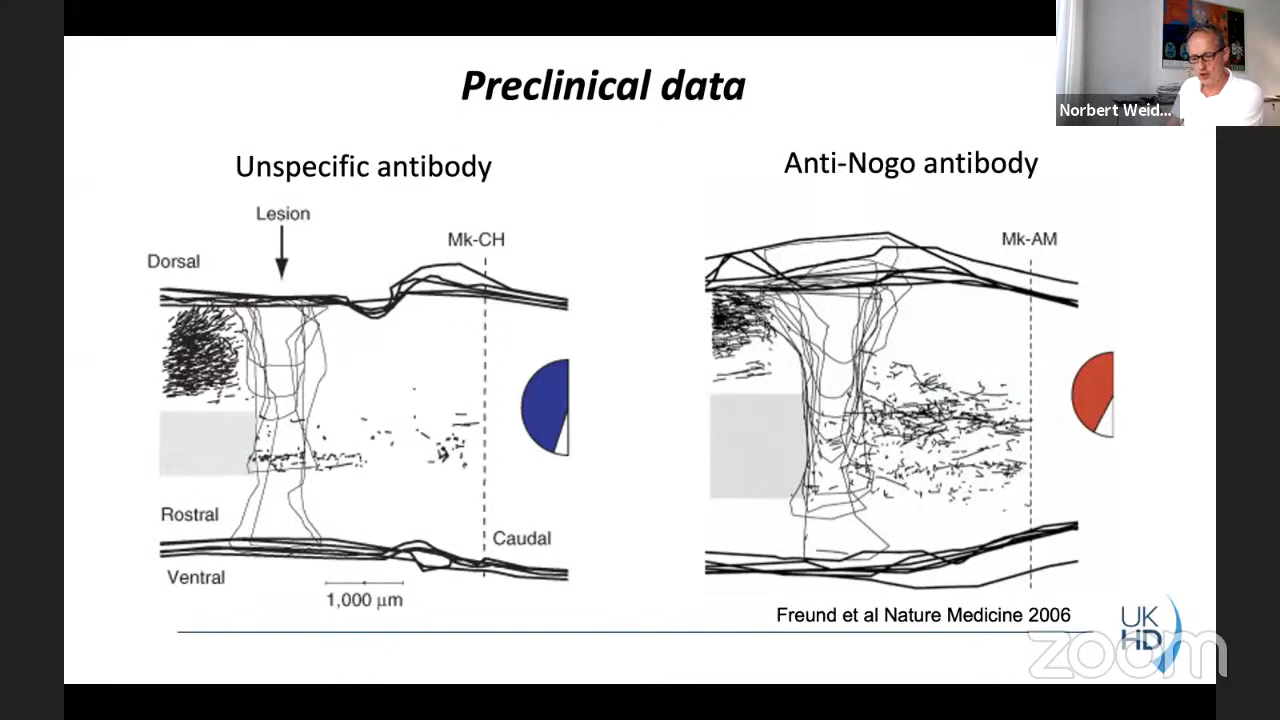 Preclinical data
Norbert Weid...
Unspecific antibody
Anti-Nogo antibody
Lesion
Mk-CH
Mk-AM
Dorsal
Rostral
Caudal
Ventral
1,000 µm
Freund et al Nature Medicine 2006
UK
HD
zoom